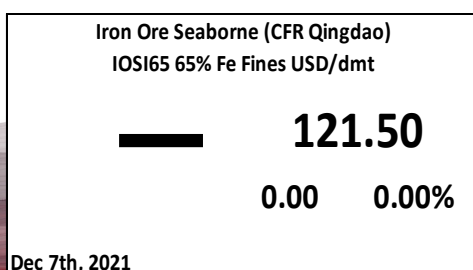 Iron Ore Seaborne (CFR Qingdao)
IOSI65 65% Fe Fines USD/dmt
121.50
0.00 0.00%
Dec 7th, 2021